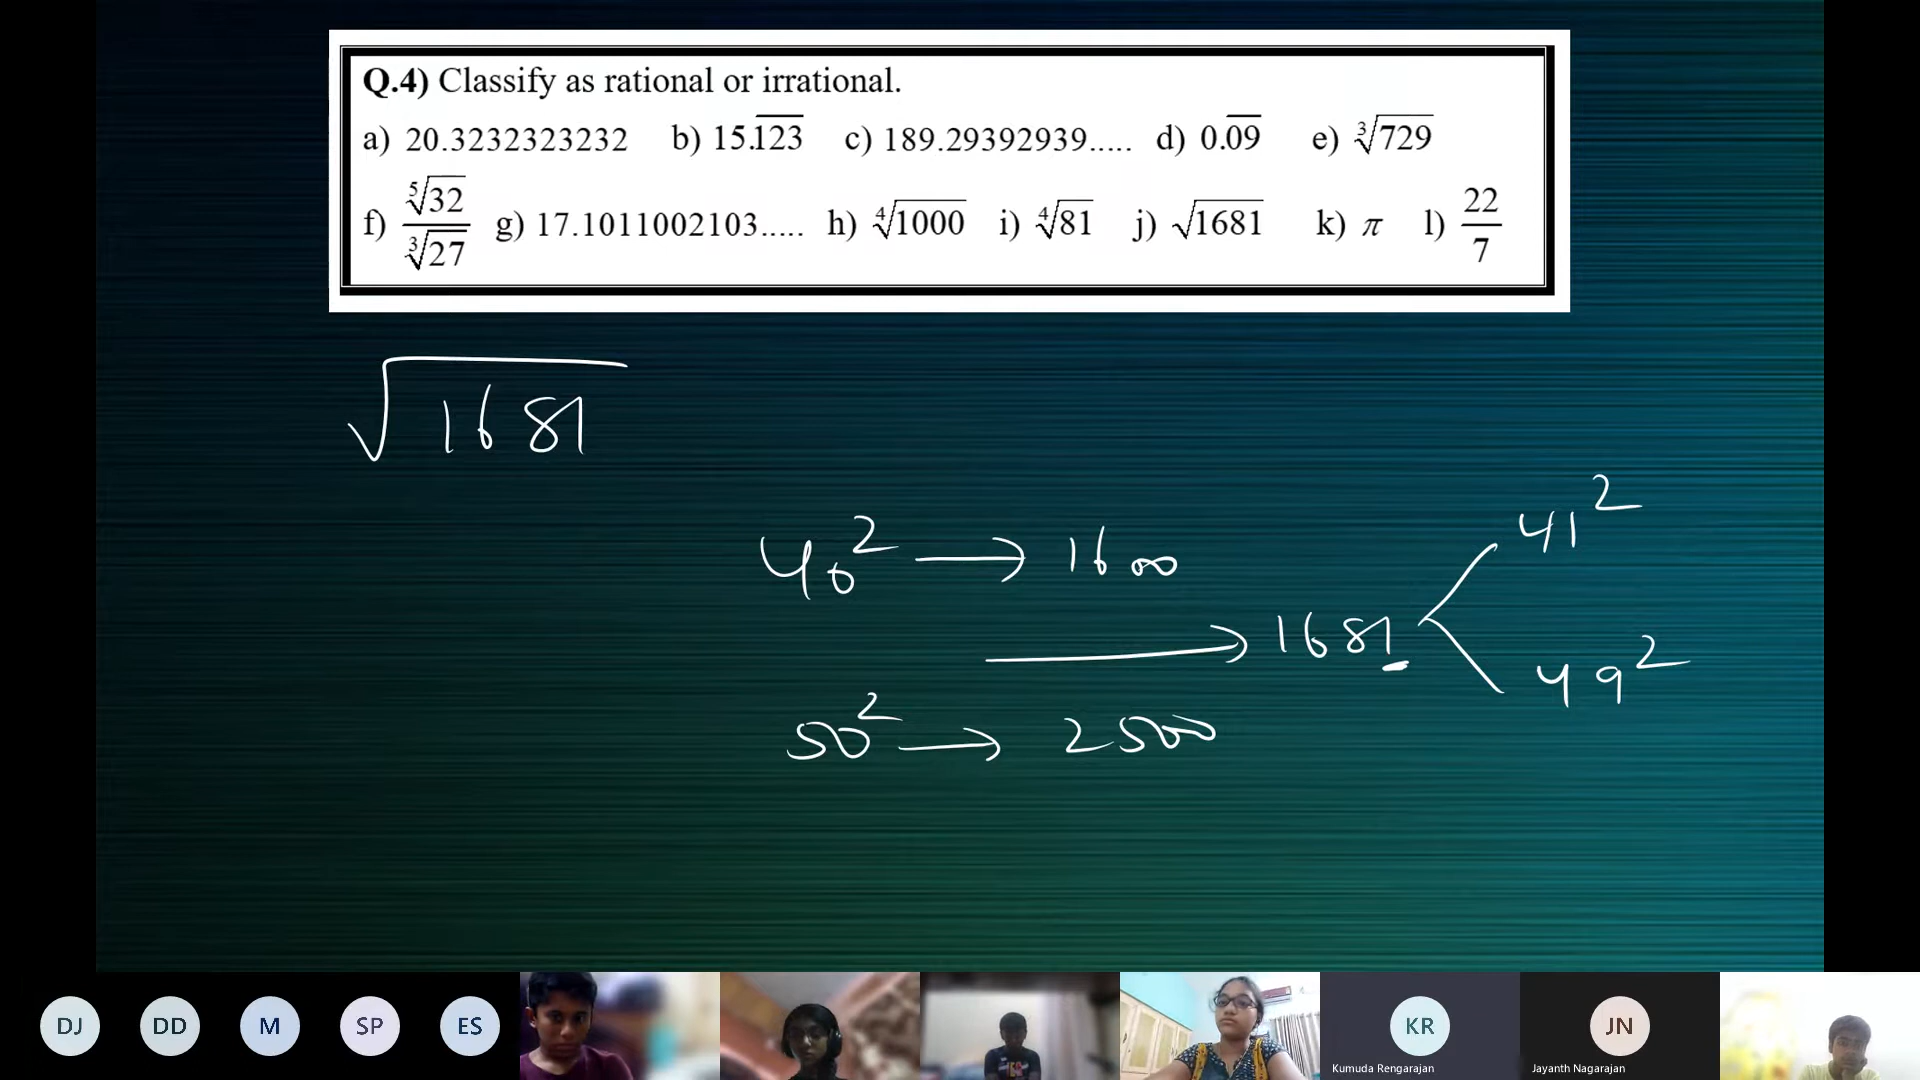 Q.4) Classify as rational or irrational.
a) 20.3232323232 b) 15.1̅2̅3̅ c) 189.29392939..... d) 0.0̅9̅ e) ∛729
f) ⁵√32 / ∛27 g) 17.1011002103..... h) ∜1000 i) ∜81 j) √1681 k) π l) 22/7
√1681
40² → 1600
41²
→ 1681
49²
50² → 2500
DJ DD M SP ES KR JN
Kumuda Rengarajan Jayanth Nagarajan